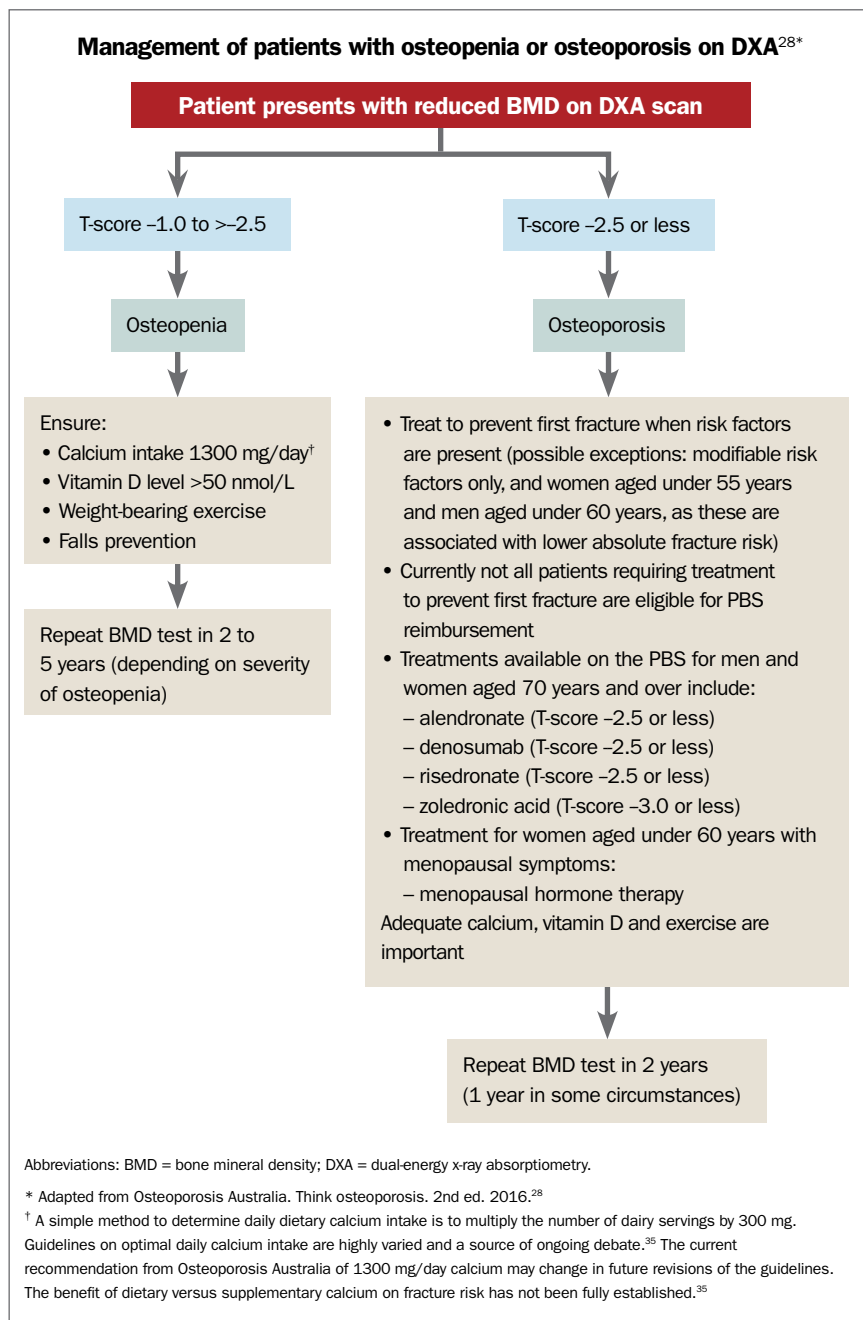 Management of patients with osteopenia or osteoporosis on DXA28*
Patient presents with reduced BMD on DXA scan
T-score –1.0 to >–2.5
T-score –2.5 or less
Osteopenia
Osteoporosis
Ensure:
• Calcium intake 1300 mg/day†
• Vitamin D level >50 nmol/L
• Weight-bearing exercise
• Falls prevention
Repeat BMD test in 2 to
5 years (depending on severity
of osteopenia)
• Treat to prevent first fracture when risk factors
are present (possible exceptions: modifiable risk
factors only, and women aged under 55 years
and men aged under 60 years, as these are
associated with lower absolute fracture risk)
• Currently not all patients requiring treatment
to prevent first fracture are eligible for PBS
reimbursement
• Treatments available on the PBS for men and
women aged 70 years and over include:
– alendronate (T-score –2.5 or less)
– denosumab (T-score –2.5 or less)
– risedronate (T-score –2.5 or less)
– zoledronic acid (T-score –3.0 or less)
• Treatment for women aged under 60 years with
menopausal symptoms:
– menopausal hormone therapy
Adequate calcium, vitamin D and exercise are
important
Repeat BMD test in 2 years
(1 year in some circumstances)
Abbreviations: BMD = bone mineral density; DXA = dual-energy x-ray absorptiometry.
* Adapted from Osteoporosis Australia. Think osteoporosis. 2nd ed. 2016.28
† A simple method to determine daily dietary calcium intake is to multiply the number of dairy servings by 300 mg.
Guidelines on optimal daily calcium intake are highly varied and a source of ongoing debate.35 The current
recommendation from Osteoporosis Australia of 1300 mg/day calcium may change in future revisions of the guidelines.
The benefit of dietary versus supplementary calcium on fracture risk has not been fully established.35